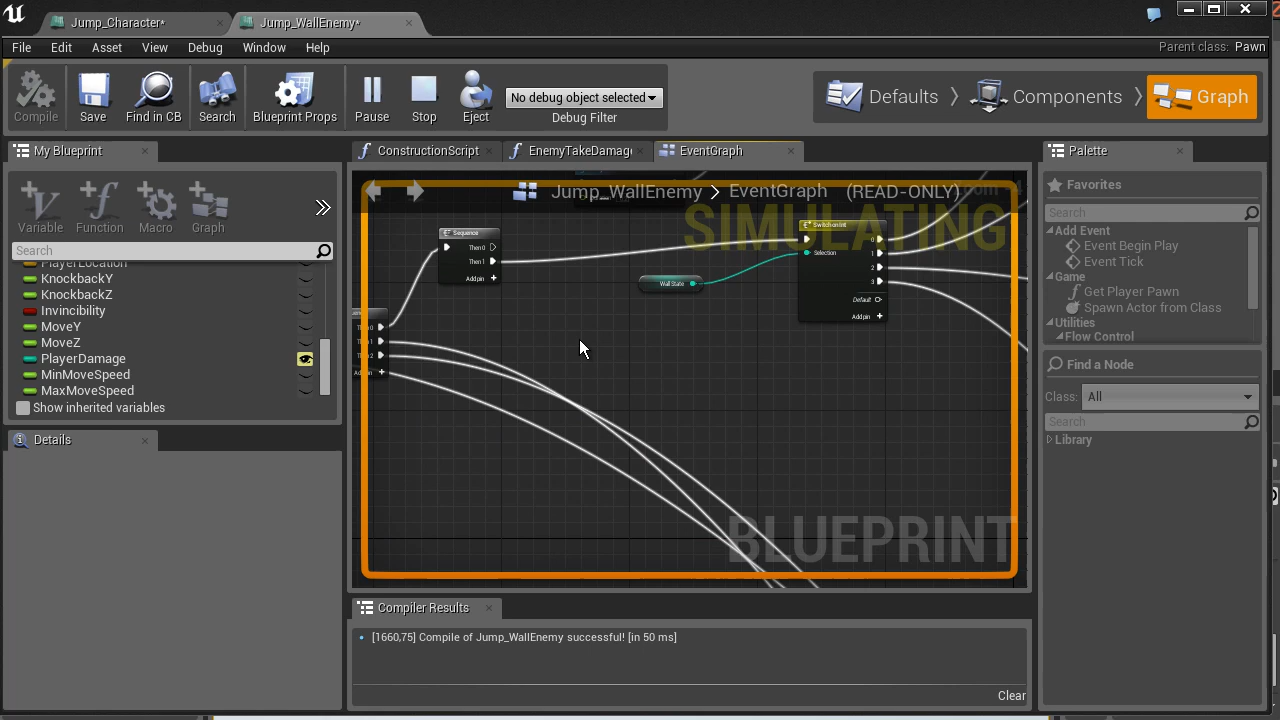 Jump_Character*
Jump_WallEnemy*
File Edit Asset View Debug Window Help
Parent class: Pawn
Compile
Save
Find in CB
Search
Blueprint Props
Pause
Stop
Eject
No debug object selected
Debug Filter
Defaults
Components
Graph
My Blueprint
Variable
Function
Macro
Graph
Search
PlayerLocation
KnockbackY
KnockbackZ
Invincibility
MoveY
MoveZ
PlayerDamage
MinMoveSpeed
MaxMoveSpeed
Show inherited variables
Details
ConstructionScript
EnemyTakeDamag
EventGraph
Jump_WallEnemy > EventGraph (READ-ONLY)
SIMULATING
Sequence
Then 0
Then 1
Add pin
Wall State
Switch on Int
Selection
0
1
2
3
Default
Add pin
BLUEPRINT
Compiler Results
[1660,75] Compile of Jump_WallEnemy successful! [in 50 ms]
Clear
Palette
Favorites
Search
Add Event
Event Begin Play
Event Tick
Game
Get Player Pawn
Spawn Actor from Class
Utilities
Flow Control
Find a Node
Class: All
Search
Library